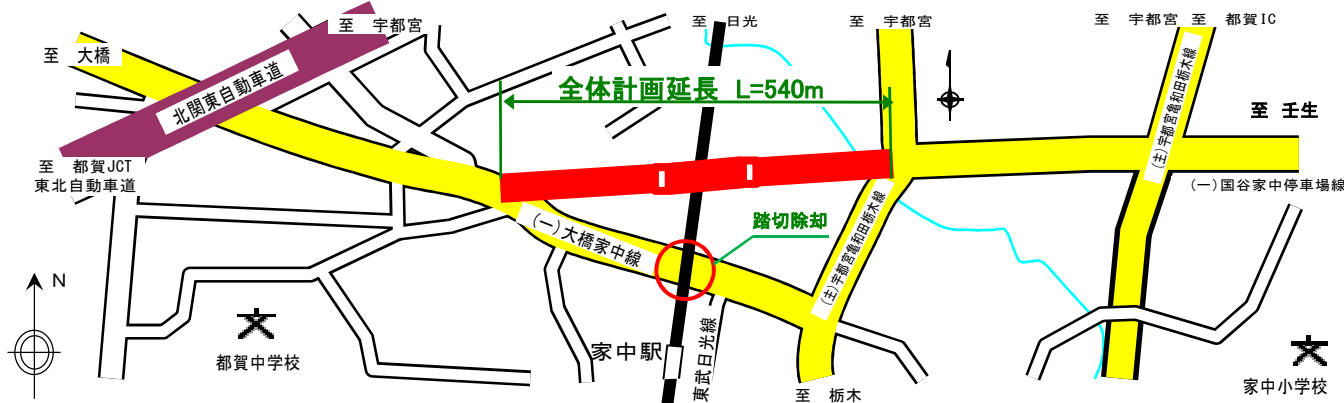 至　宇都宮
至　日光
至　宇都宮
至　宇都宮 至　都賀IC
至　大橋
北関東自動車道
全体計画延長　L=540m
(主)宇都宮亀和田栃木線
至　壬生
至　都賀JCT
東北自動車道
(一)国谷家中停車場線
(一)大橋家中線
踏切除却
(主)宇都宮亀和田栃木線
N
都賀中学校
家中駅
東武日光線
至　栃木
家中小学校